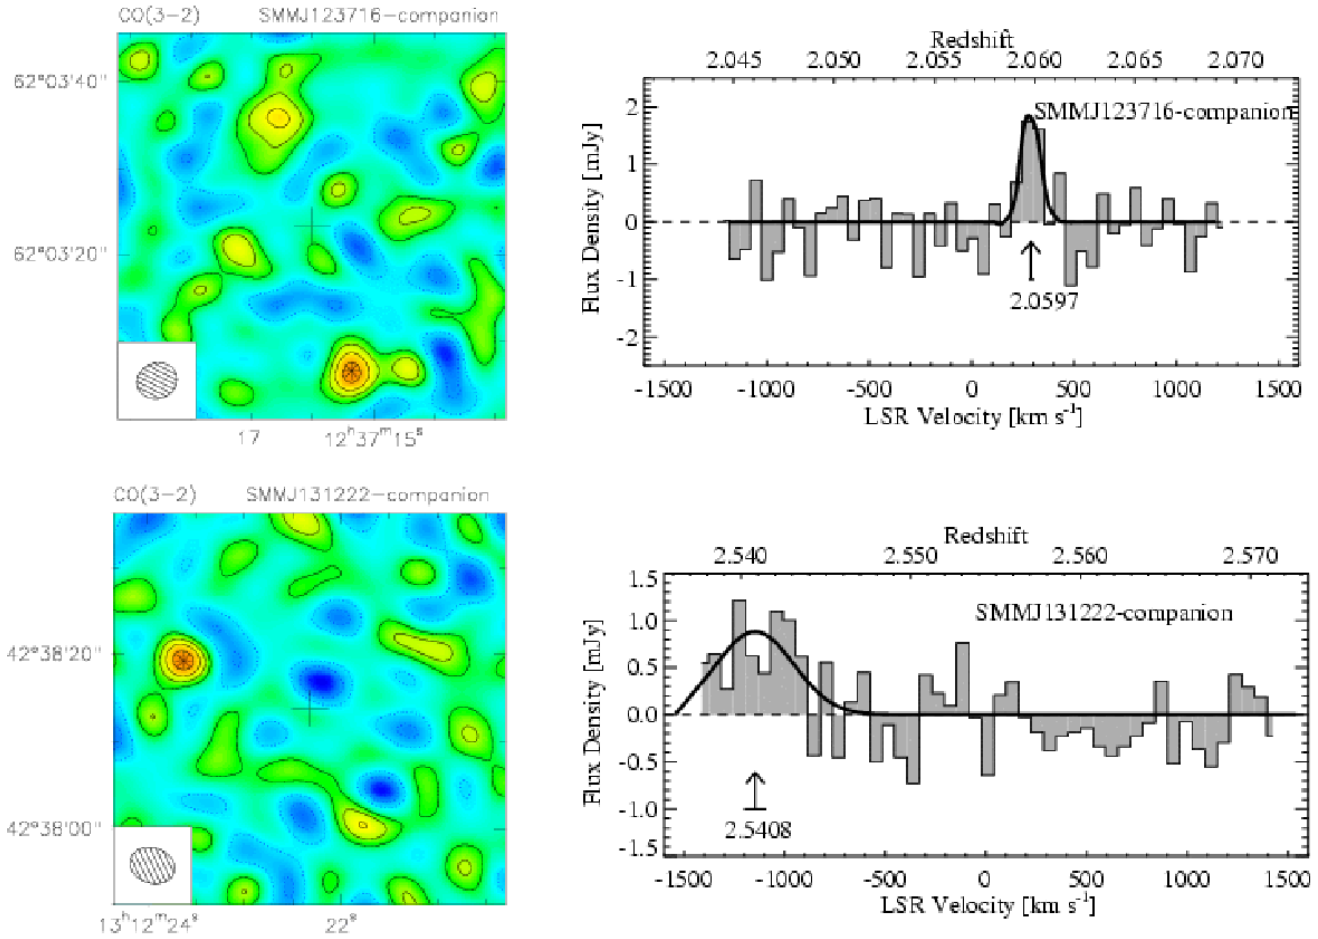 CO(3−2) SMMJ123716−companion
62°03'40"
62°03'20"
17 12h37m15s
Redshift
2.045 2.050 2.055 2.060 2.065 2.070
SMMJ123716-companion
2
1
0
-1
-2
Flux Density [mJy]
2.0597
-1500 -1000 -500 0 500 1000 1500
LSR Velocity [km s-1]
CO(3−2) SMMJ131222−companion
42°38'20"
42°38'00"
13h12m24s 22s
Redshift
2.540 2.550 2.560 2.570
SMMJ131222-companion
1.5
1.0
0.5
0.0
-0.5
-1.0
-1.5
Flux Density [mJy]
2.5408
-1500 -1000 -500 0 500 1000 1500
LSR Velocity [km s-1]